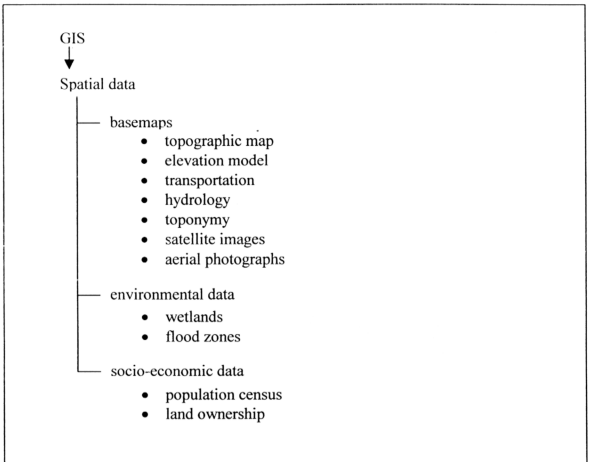 GIS
Spatial data
basemaps
• topographic map
• elevation model
• transportation
• hydrology
• toponymy
• satellite images
• aerial photographs
environmental data
• wetlands
• flood zones
socio-economic data
• population census
• land ownership